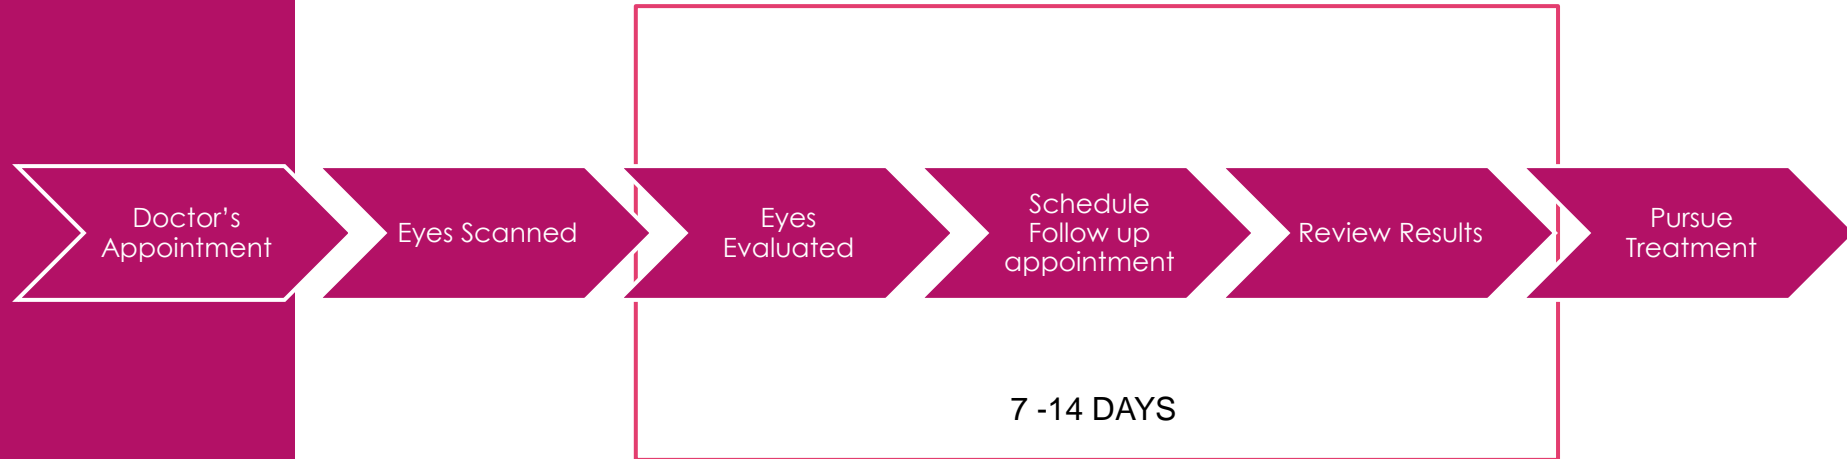 Doctor’s
Appointment
Eyes Scanned
Eyes
Evaluated
Schedule
Follow up
appointment
Review Results
Pursue
Treatment
7 -14 DAYS